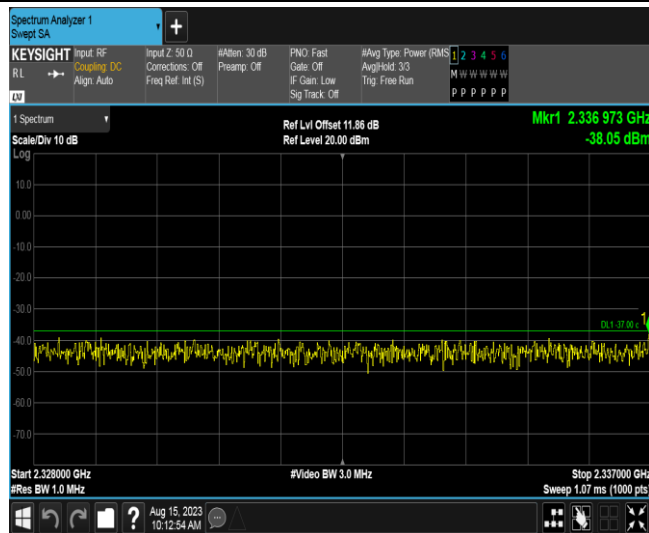 Spectrum Analyzer 1
Swept SA
KEYSIGHT
RL
Input: RF
Coupling: DC
Align: Auto
Input Z: 50 Ω
Corrections: Off
Freq Ref: Int (S)
#Atten: 30 dB
Preamp: Off
PNO: Fast
Gate: Off
IF Gain: Low
Sig Track: Off
#Avg Type: Power (RMS
Avg|Hold: 3/3
Trig: Free Run
1 2 3 4 5 6
M W W W W W
P P P P P P
1 Spectrum
Scale/Div 10 dB
Ref Lvl Offset 11.86 dB
Ref Level 20.00 dBm
Mkr1 2.336 973 GHz
-38.05 dBm
Log
10.0
0.00
-10.0
-20.0
-30.0
1
DL1 -37.00
-40.0
-50.0
-60.0
-70.0
Start 2.328000 GHz
#Video BW 3.0 MHz
Stop 2.337000 GHz
#Res BW 1.0 MHz
Sweep 1.07 ms (1000 pts)
?
Aug 15, 2023
10:12:54 AM